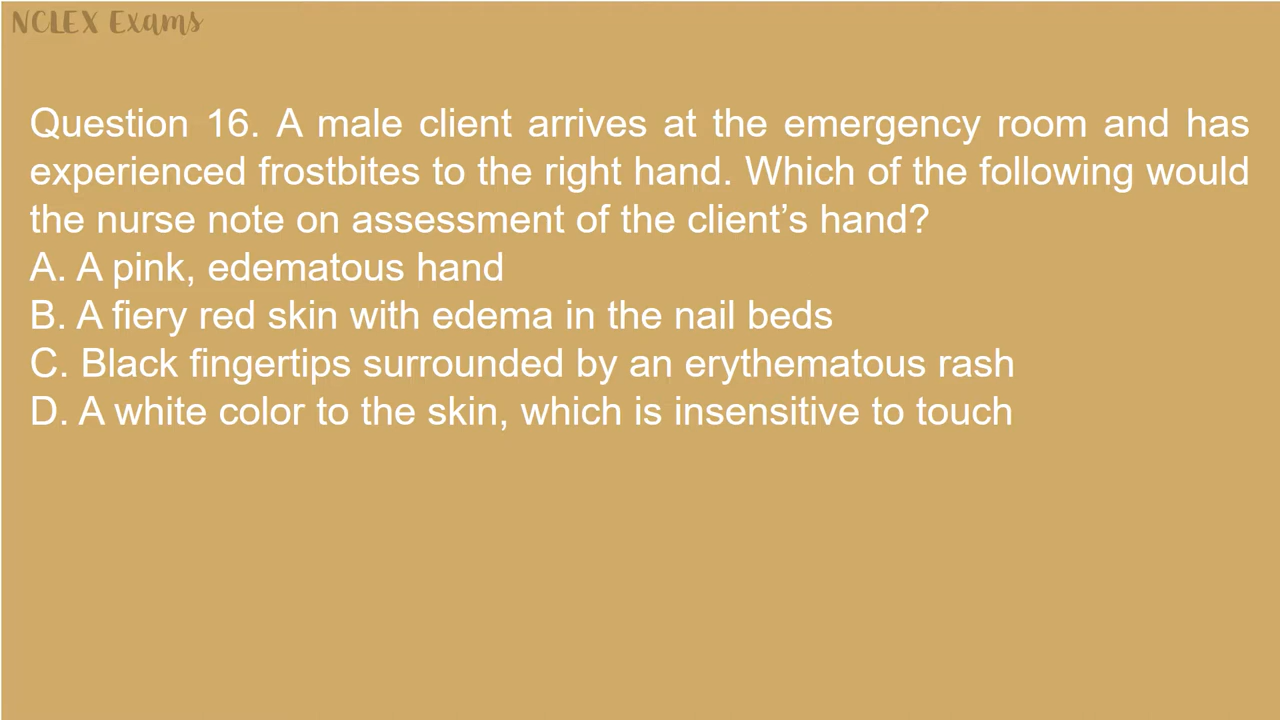 NCLEX Exams
Question 16. A male client arrives at the emergency room and has
experienced frostbites to the right hand. Which of the following would
the nurse note on assessment of the client’s hand?
A. A pink, edematous hand
B. A fiery red skin with edema in the nail beds
C. Black fingertips surrounded by an erythematous rash
D. A white color to the skin, which is insensitive to touch